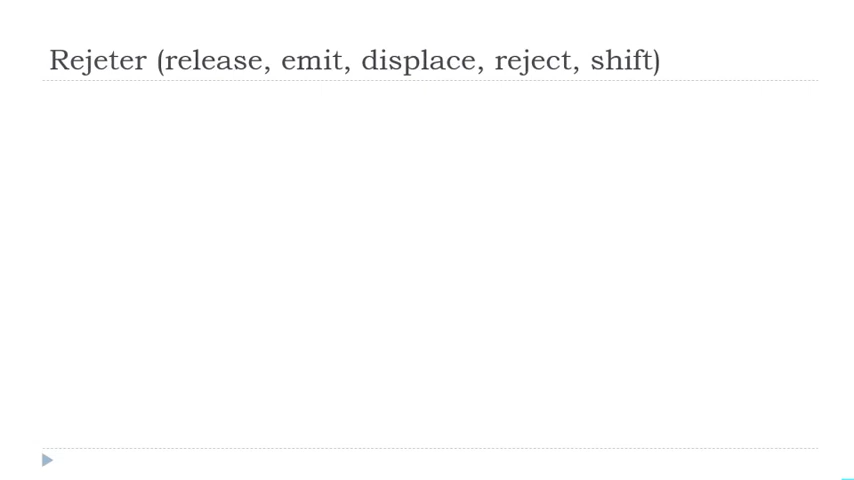 Rejeter (release, emit, displace, reject, shift)